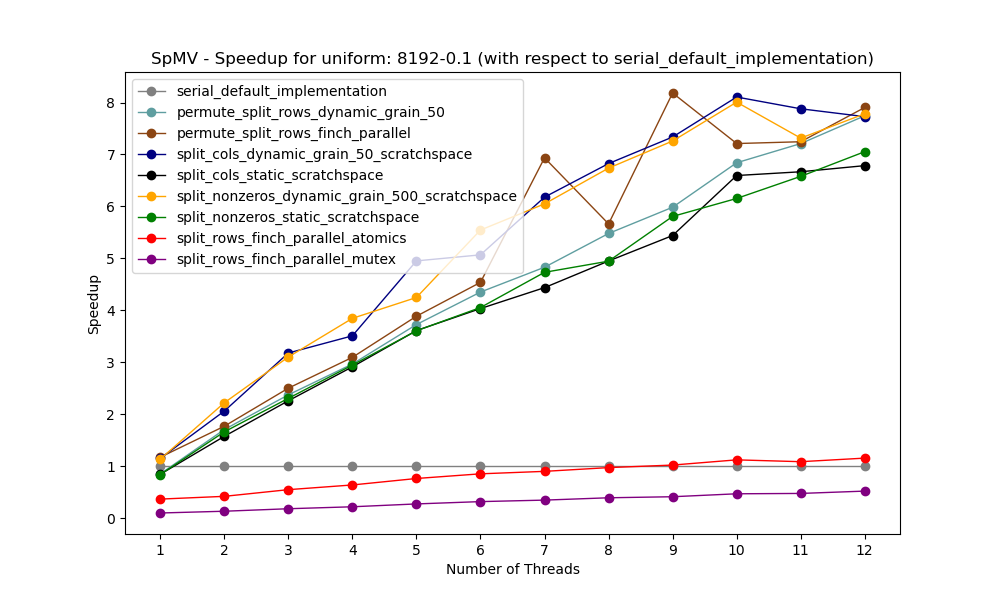 SpMV - Speedup for uniform: 8192-0.1 (with respect to serial_default_implementation)
serial_default_implementation
permute_split_rows_dynamic_grain_50
permute_split_rows_finch_parallel
split_cols_dynamic_grain_50_scratchspace
split_cols_static_scratchspace
split_nonzeros_dynamic_grain_500_scratchspace
split_nonzeros_static_scratchspace
split_rows_finch_parallel_atomics
split_rows_finch_parallel_mutex
8
7
6
5
4
3
2
1
0
Speedup
1 2 3 4 5 6 7 8 9 10 11 12
Number of Threads